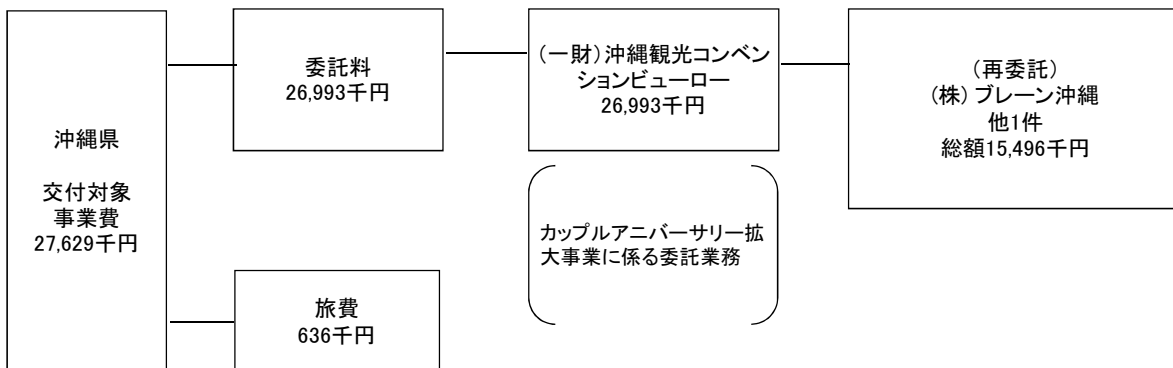 沖縄県
交付対象
事業費
27,629千円
委託料
26,993千円
(一財)沖縄観光コンベン
ションビューロー
26,993千円
(再委託)
(株)ブレーン沖縄
他1件
総額15,496千円
カップルアニバーサリー拡
大事業に係る委託業務
旅費
636千円